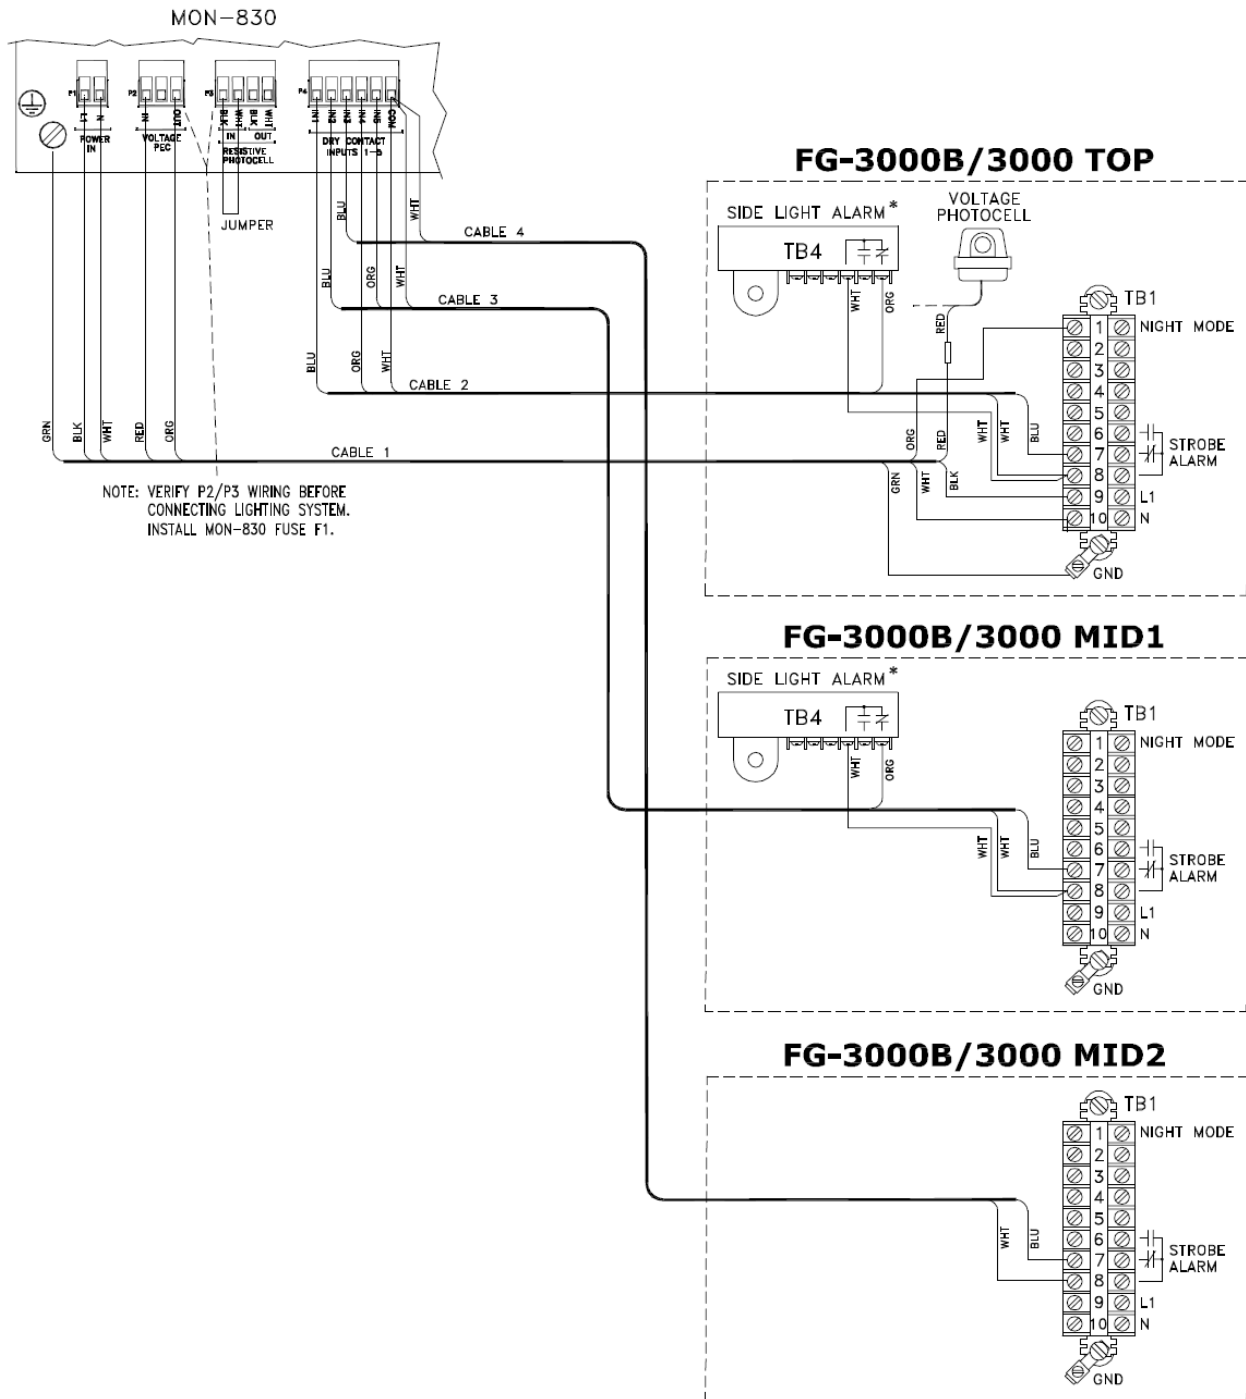 MON-830
P1
P2
P3
P4
L1
N
IN
OUT
BLK
WHT
BLK
WHT
IN1
IN2
IN3
IN4
IN5
COM
POWER
IN
VOLTAGE
PEC
IN
OUT
RESISTIVE
PHOTOCELL
DRY CONTACT
INPUTS 1-5
JUMPER
BLU
WHT
CABLE 4
BLU
ORG
WHT
CABLE 3
BLU
ORG
WHT
CABLE 2
GRN
BLK
WHT
RED
ORG
CABLE 1
NOTE: VERIFY P2/P3 WIRING BEFORE
CONNECTING LIGHTING SYSTEM.
INSTALL MON-830 FUSE F1.
FG-3000B/3000 TOP
SIDE LIGHT ALARM*
TB4
VOLTAGE
PHOTOCELL
WHT
ORG
RED
TB1
1 NIGHT MODE
2
3
4
5
6
7
8
9 L1
10 N
STROBE
ALARM
GND
ORG
RED
WHT
WHT
BLU
GRN
WHT
BLK
FG-3000B/3000 MID1
SIDE LIGHT ALARM*
TB4
WHT
ORG
TB1
1 NIGHT MODE
2
3
4
5
6
7
8
9 L1
10 N
STROBE
ALARM
GND
WHT
WHT
BLU
FG-3000B/3000 MID2
TB1
1 NIGHT MODE
2
3
4
5
6
7
8
9 L1
10 N
STROBE
ALARM
GND
WHT
BLU